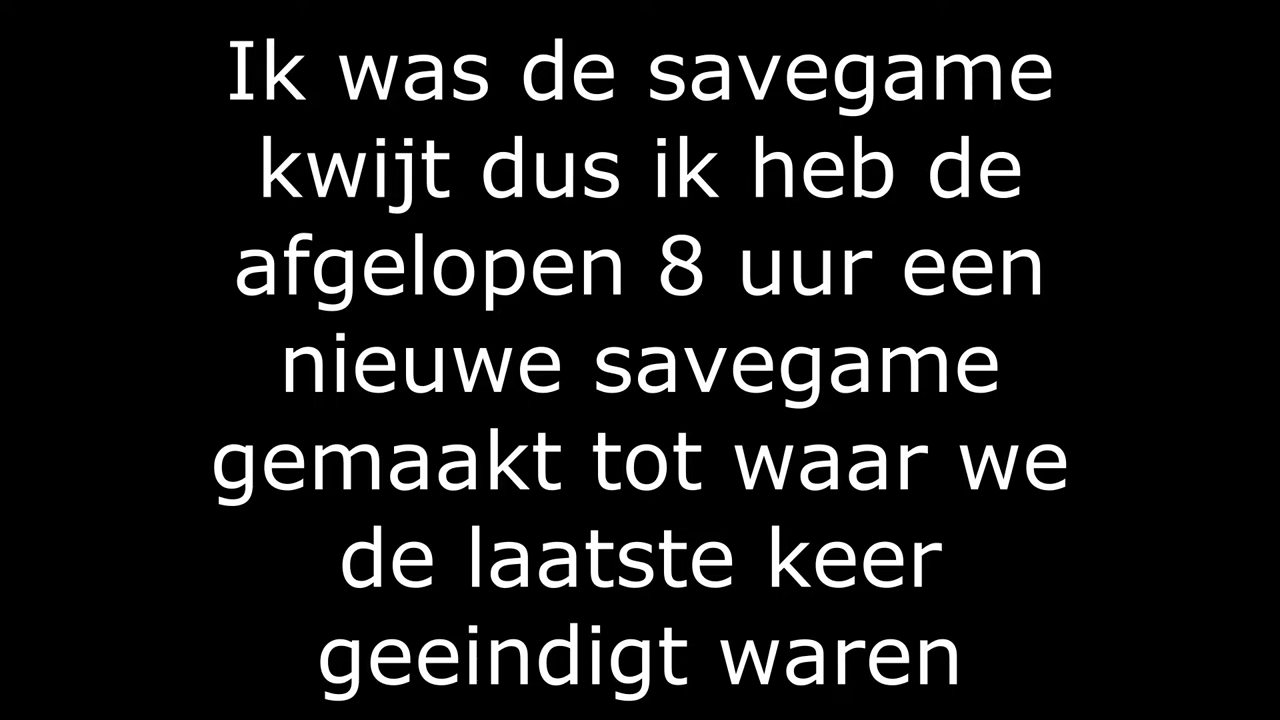 Ik was de savegame
kwijt dus ik heb de
afgelopen 8 uur een
nieuwe savegame
gemaakt tot waar we
de laatste keer
geeindigt waren